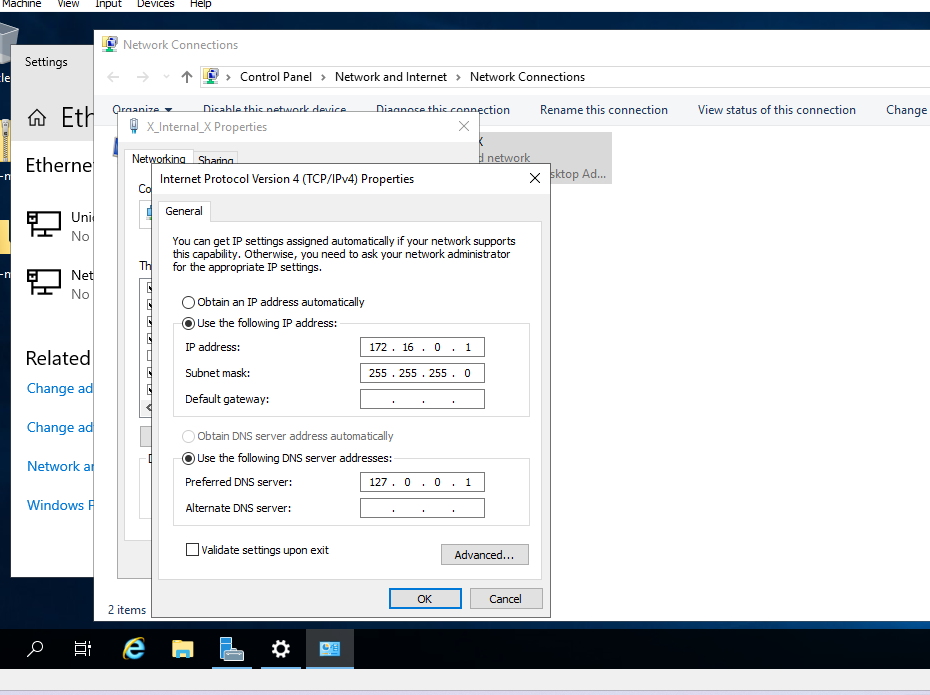 Machine View Input Devices Help
Settings
Network Connections
Control Panel > Network and Internet > Network Connections
Organize Disable this network device Diagnose this connection Rename this connection View status of this connection Change
X_Internal_X Properties
Networking Sharing
Internet Protocol Version 4 (TCP/IPv4) Properties
General
You can get IP settings assigned automatically if your network supports
this capability. Otherwise, you need to ask your network administrator
for the appropriate IP settings.
Obtain an IP address automatically
Use the following IP address:
IP address: 172 . 16 . 0 . 1
Subnet mask: 255 . 255 . 255 . 0
Default gateway: . . .
Obtain DNS server address automatically
Use the following DNS server addresses:
Preferred DNS server: 127 . 0 . 0 . 1
Alternate DNS server: . . .
Validate settings upon exit
Advanced...
OK Cancel
Eth
Ethernet
No
Net
No
Related
Change ad
Change ad
Network an
Windows F
X
d network
sktop Ad...
2 items